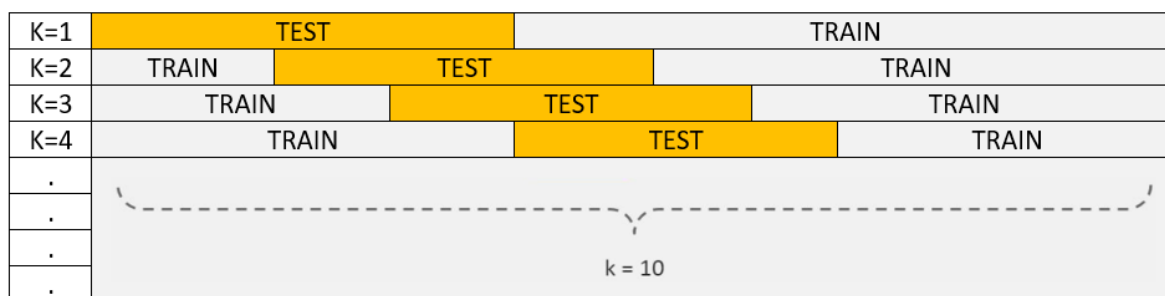 K=1 TEST TRAIN
K=2 TRAIN TEST TRAIN
K=3 TRAIN TEST TRAIN
K=4 TRAIN TEST TRAIN
.
.
k = 10
.
.